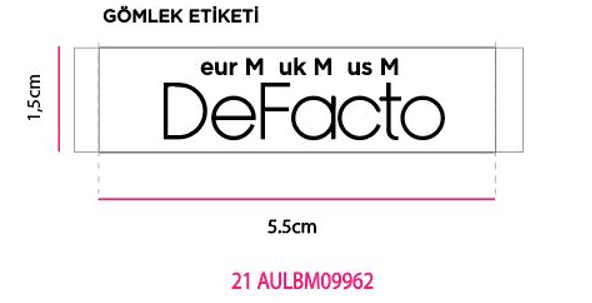 GÖMLEK ETİKETİ
eur M uk M us M
DeFacto
1,5cm
5.5cm
21 AULBM09962